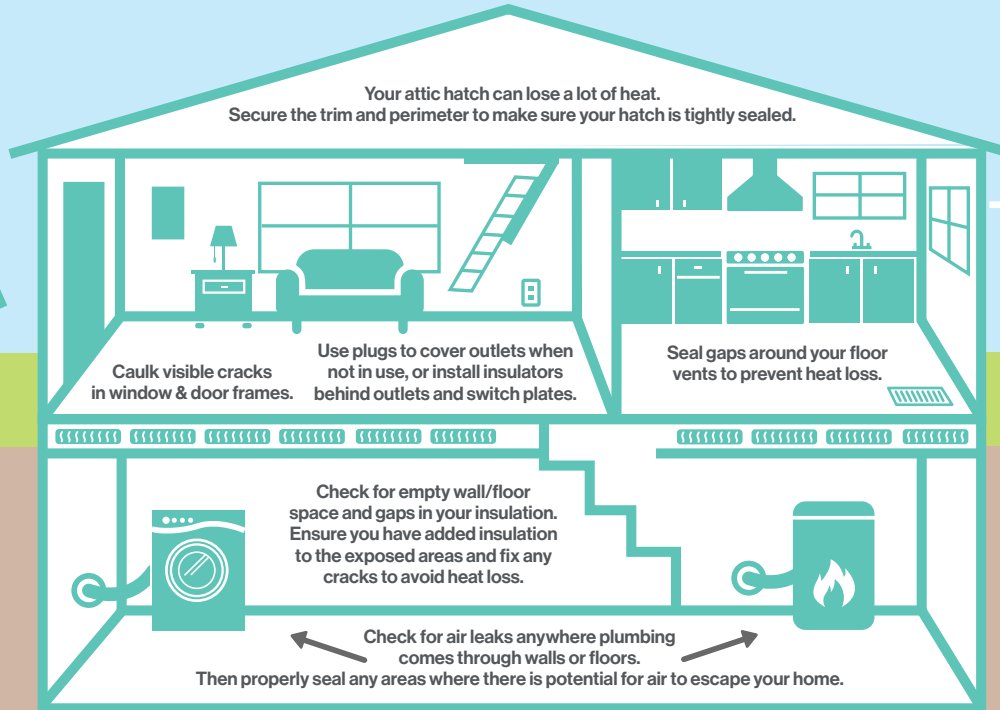 Your attic hatch can lose a lot of heat.
Secure the trim and perimeter to make sure your hatch is tightly sealed.
Caulk visible cracks
in window & door frames.
Use plugs to cover outlets when
not in use, or install insulators
behind outlets and switch plates.
Seal gaps around your floor
vents to prevent heat loss.
Check for empty wall/floor
space and gaps in your insulation.
Ensure you have added insulation
to the exposed areas and fix any
cracks to avoid heat loss.
Check for air leaks anywhere plumbing
comes through walls or floors.
Then properly seal any areas where there is potential for air to escape your home.